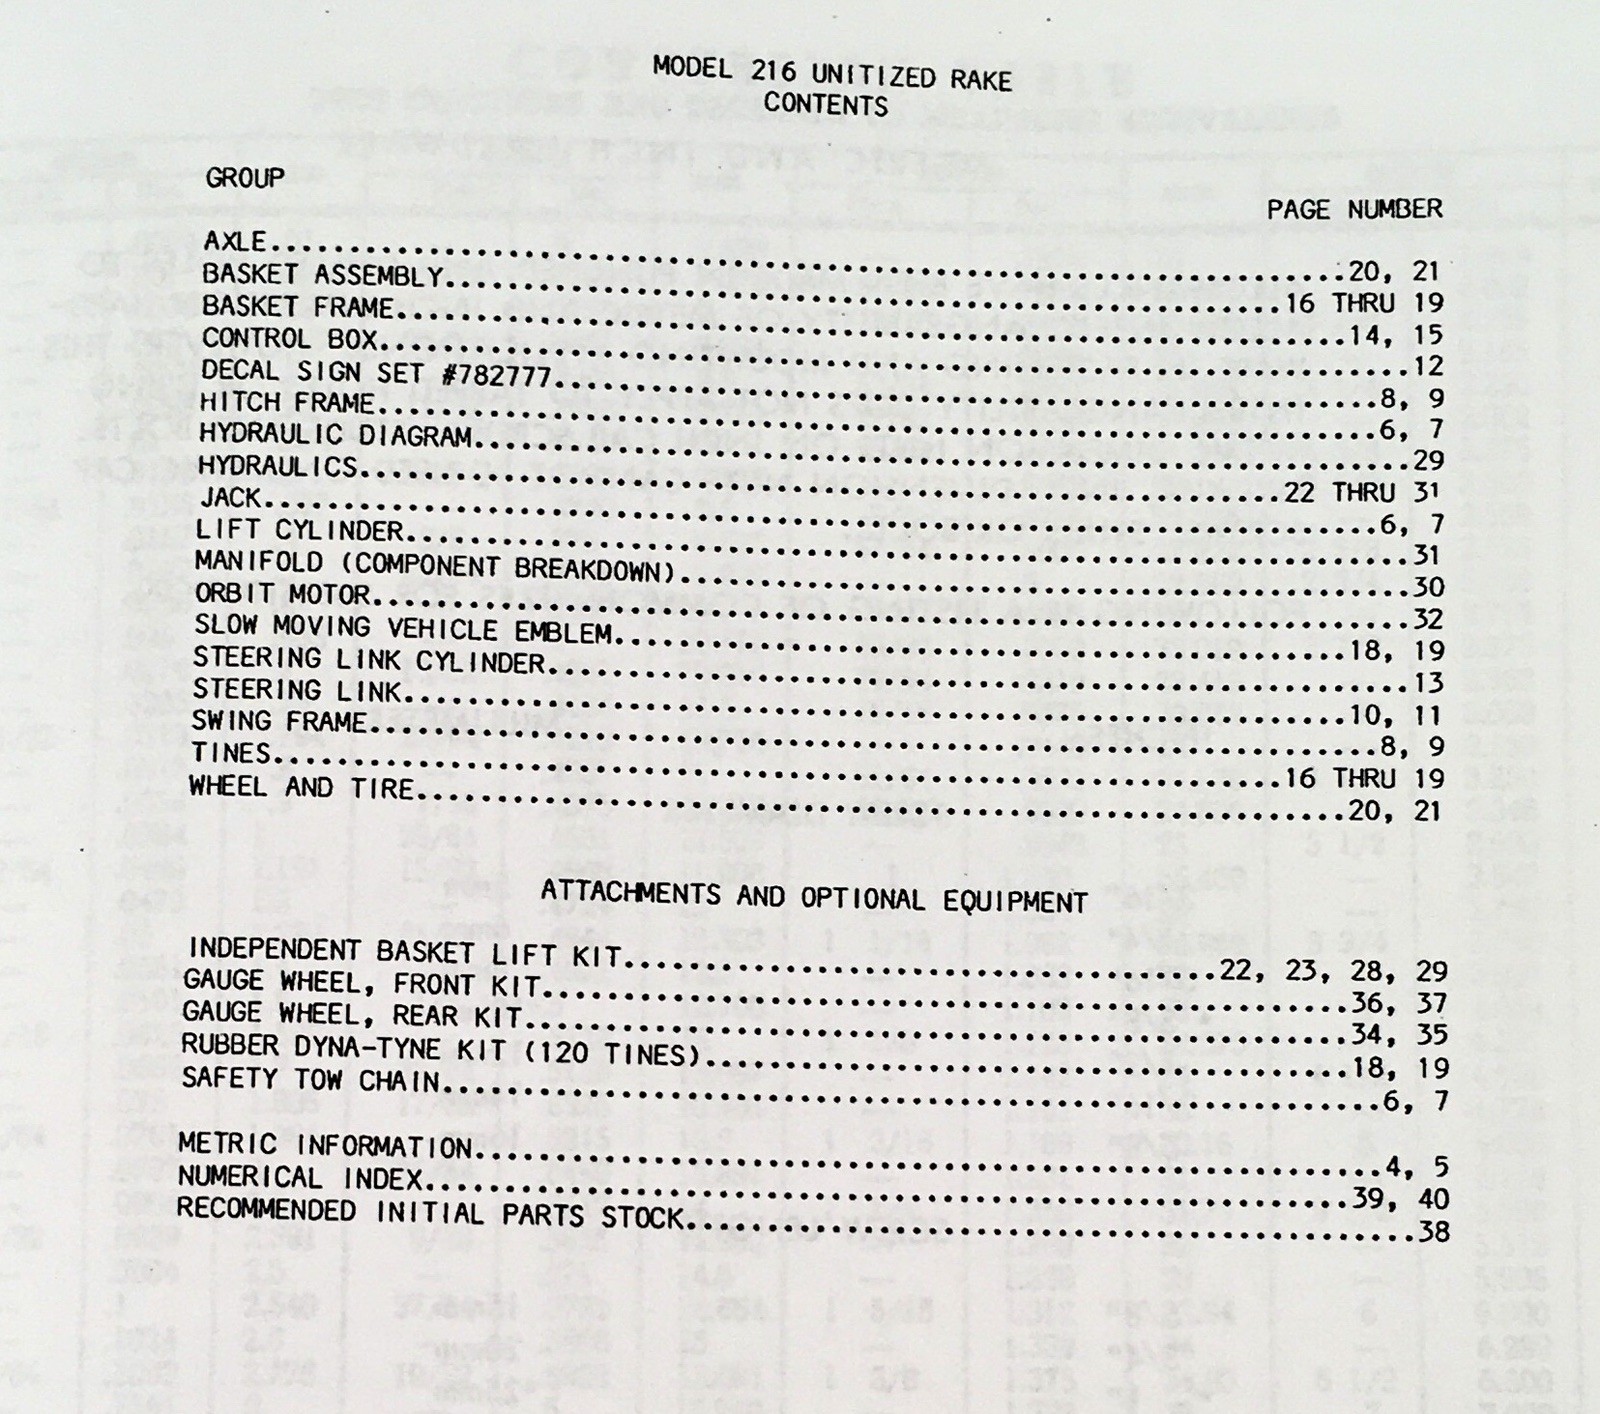 MODEL 216 UNITIZED RAKE
CONTENTS
GROUP
PAGE NUMBER
AXLE....................................................................20, 21
BASKET ASSEMBLY.....................................................16 THRU 19
BASKET FRAME............................................................14, 15
CONTROL BOX.................................................................12
DECAL SIGN SET #782777....................................................8, 9
HITCH FRAME...............................................................6, 7
HYDRAULIC DIAGRAM...........................................................29
HYDRAULICS..........................................................22 THRU 31
JACK......................................................................6, 7
LIFT CYLINDER...............................................................31
MANIFOLD (COMPONENT BREAKDOWN)..............................................30
ORBIT MOTOR.................................................................32
SLOW MOVING VEHICLE EMBLEM..............................................18, 19
STEERING LINK CYLINDER......................................................13
STEERING LINK...........................................................10, 11
SWING FRAME...............................................................8, 9
TINES...............................................................16 THRU 19
WHEEL AND TIRE..........................................................20, 21
ATTACHMENTS AND OPTIONAL EQUIPMENT
INDEPENDENT BASKET LIFT KIT.....................................22, 23, 28, 29
GAUGE WHEEL, FRONT KIT..................................................36, 37
GAUGE WHEEL, REAR KIT...................................................34, 35
RUBBER DYNA-TYNE KIT (120 TINES)........................................18, 19
SAFETY TOW CHAIN..........................................................6, 7
METRIC INFORMATION........................................................4, 5
NUMERICAL INDEX.........................................................39, 40
RECOMMENDED INITIAL PARTS STOCK.............................................38